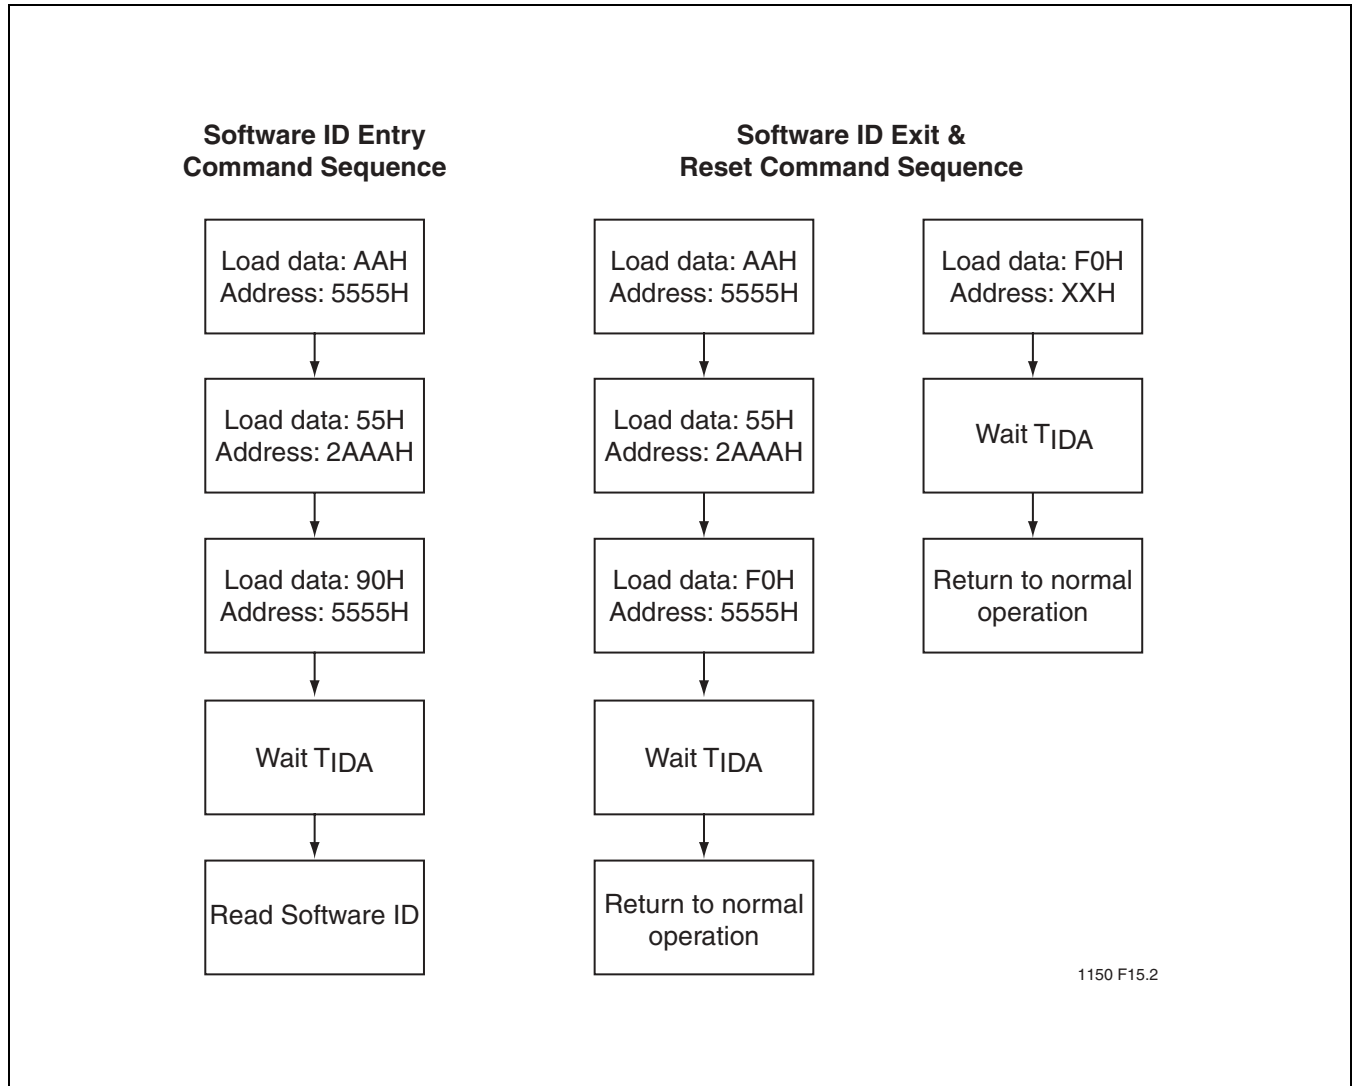 Software ID Entry
Command Sequence
Load data: AAH
Address: 5555H
Load data: 55H
Address: 2AAAH
Load data: 90H
Address: 5555H
Wait TIDA
Read Software ID
Software ID Exit &
Reset Command Sequence
Load data: AAH
Address: 5555H
Load data: 55H
Address: 2AAAH
Load data: F0H
Address: 5555H
Wait TIDA
Return to normal
operation
Load data: F0H
Address: XXH
Wait TIDA
Return to normal
operation
1150 F15.2